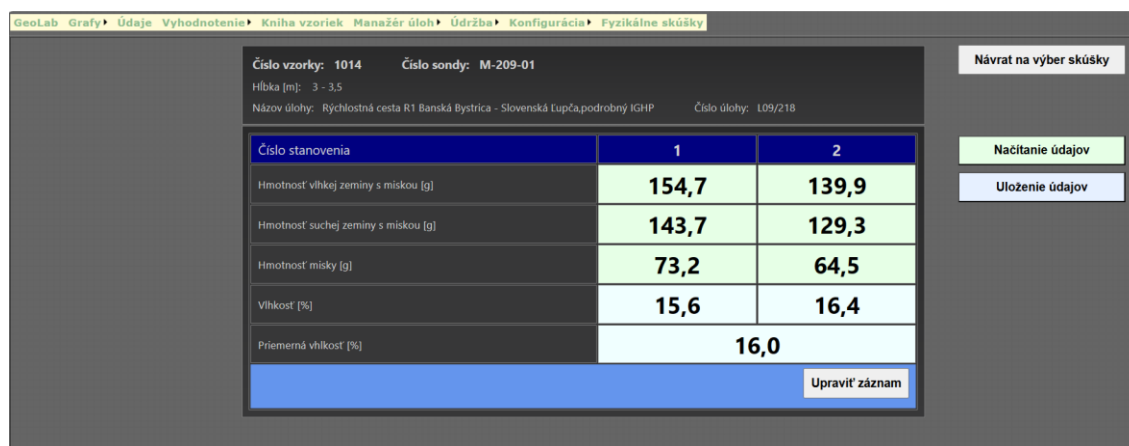 GeoLab Grafy Údaje Vyhodnotenie Kniha vzoriek Manažér úloh Údržba Konfigurácia Fyzikálne skúšky
Číslo vzorky: 1014 Číslo sondy: M-209-01
Hĺbka [m]: 3 - 3,5
Názov úlohy: Rýchlostná cesta R1 Banská Bystrica - Slovenská Ľupča,podrobný IGHP Číslo úlohy: L09/218
Návrat na výber skúšky
Číslo stanovenia 1 2
Hmotnosť vlhkej zeminy s miskou [g] 154,7 139,9
Hmotnosť suchej zeminy s miskou [g] 143,7 129,3
Hmotnosť misky [g] 73,2 64,5
Vlhkosť [%] 15,6 16,4
Priemerná vhlkosť [%] 16,0
Upraviť záznam
Načítanie údajov
Uloženie údajov